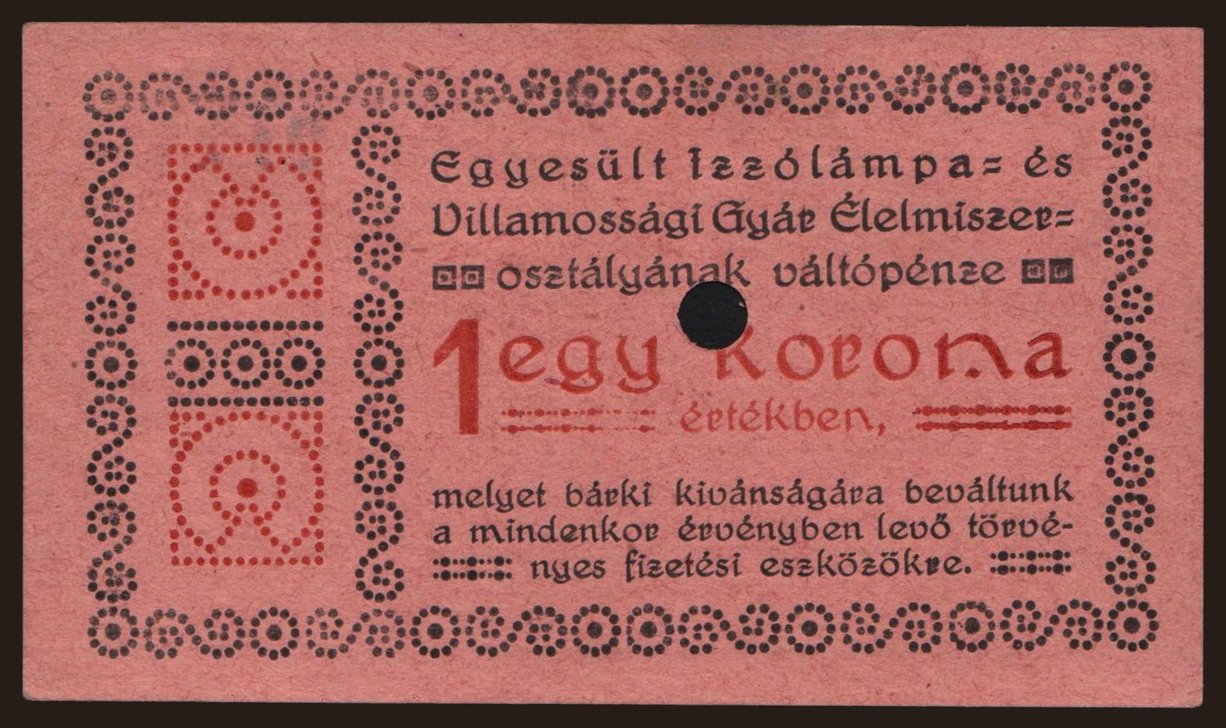 Egyesült Izzólámpa= és
Villamossági Gyár Élelmiszer=
osztályának váltópénze
1 egy korona
értékben,
melyet bárki kivánságára beváltunk
a mindenkor érvényben levő törvé-
nyes fizetési eszközökre.